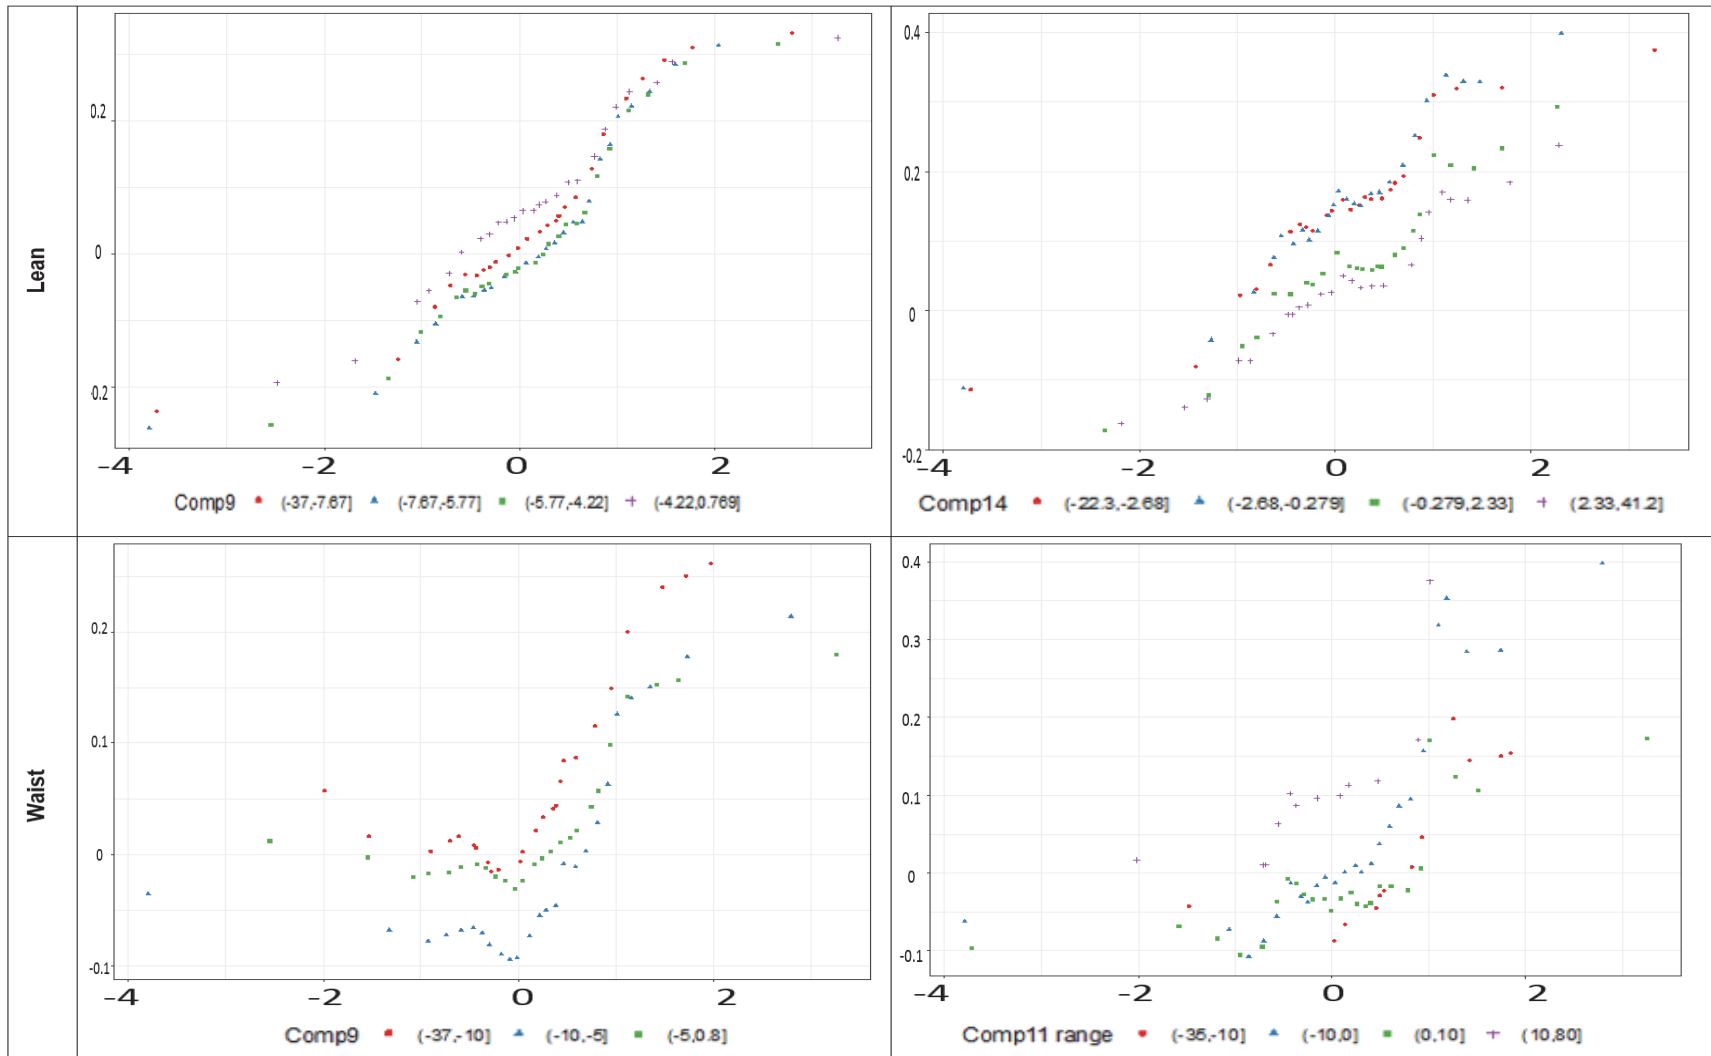 Lean
0.2
0
0.2
-4 -2 0 2
Comp9 (-37,-7.67] (-7.67,-5.77] (-5.77,-4.22] (-4.22,0.769]
0.4
0.2
0
-0.2
-4 -2 0 2
Comp14 (-22.3,-2.68] (-2.68,-0.279] (-0.279,2.33] (2.33,41.2]
Waist
0.2
0.1
0
-0.1
-4 -2 0 2
Comp9 (-37,-10] (-10,-5] (-5,0.8]
0.4
0.3
0.2
0.1
0
-0.1
-4 -2 0 2
Comp11 range (-35,-10] (-10,0] (0,10] (10,80]